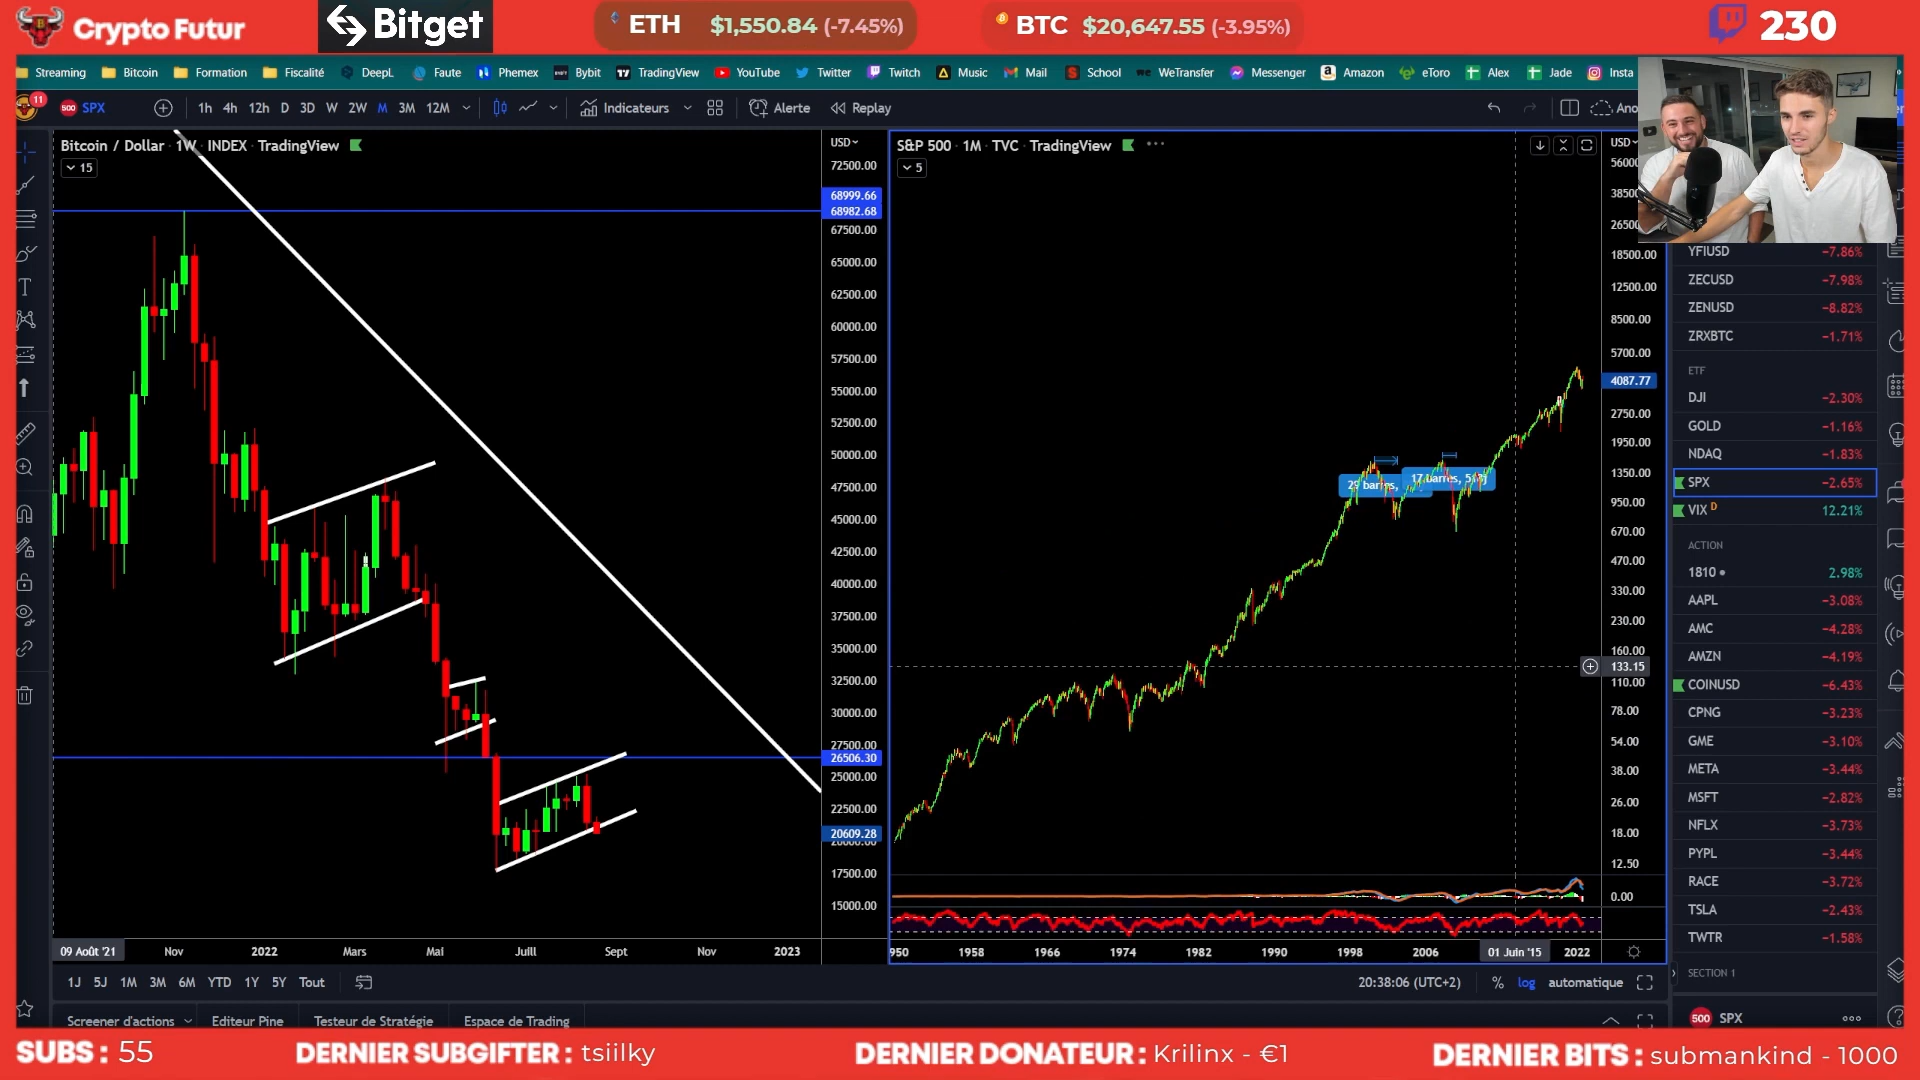 Crypto Futur
Bitget
ETH $1,550.84 (-7.45%)
BTC $20,647.55 (-3.95%)
230
Streaming Bitcoin Formation Fiscalité DeepL Faute Phemex Bybit TradingView YouTube Twitter Twitch Music Mail School WeTransfer Messenger Amazon eToro Alex Jade Insta
11
500 SPX 1h 4h 12h D 3D W 2W M 3M 12M Indicateurs Alerte Replay
Bitcoin / Dollar · 1W · INDEX · TradingView
15
USD
72500.00
68999.66
68982.68
67500.00
65000.00
62500.00
60000.00
57500.00
55000.00
52500.00
50000.00
47500.00
45000.00
42500.00
40000.00
37500.00
35000.00
32500.00
30000.00
27500.00
26506.30
25000.00
22500.00
20609.28
17500.00
15000.00
09 Août '21 Nov 2022 Mars Mai Juill Sept Nov 2023
S&P 500 · 1M · TVC · TradingView
5
USD
18500.00
12500.00
8500.00
5700.00
4087.77
2750.00
1950.00
1350.00
950.00
670.00
470.00
330.00
230.00
160.00
133.15
110.00
78.00
54.00
38.00
26.00
18.00
12.50
0.00
17 barres,
950 1958 1966 1974 1982 1990 1998 2006 01 Juin '15 2022
YFIUSD −7.86%
ZECUSD −7.98%
ZENUSD −8.82%
ZRXBTC −1.71%
ETF
DJI −2.30%
GOLD −1.16%
NDAQ −1.83%
SPX −2.65%
VIX D 12.21%
ACTION
1810 2.98%
AAPL −3.08%
AMC −4.28%
AMZN −4.19%
COINUSD −6.43%
CPNG −3.23%
GME −3.10%
META −3.44%
MSFT −2.82%
NFLX −3.73%
PYPL −3.44%
RACE −3.72%
TSLA −2.43%
TWTR −1.58%
SECTION 1
500 SPX
1J 5J 1M 3M 6M YTD 1Y 5Y Tout
20:38:06 (UTC+2) % log automatique
Screener d'actions Editeur Pine Testeur de Stratégie Espace de Trading
SUBS : 55
DERNIER SUBGIFTER : tsiilky
DERNIER DONATEUR : Krilinx - €1
DERNIER BITS : submankind - 1000